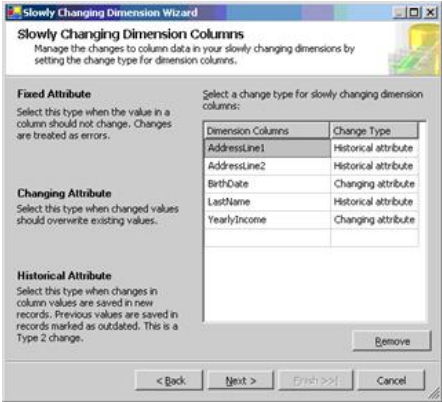 Slowly Changing Dimension Wizard
Slowly Changing Dimension Columns
Manage the changes to column data in your slowly changing dimensions by
setting the change type for dimension columns.
Fixed Attribute
Select this type when the value in a
column should not change. Changes
are treated as errors.
Changing Attribute
Select this type when changed values
should overwrite existing values.
Historical Attribute
Select this type when changes in
column values are saved in new
records. Previous values are saved in
records marked as outdated. This is a
Type 2 change.
Select a change type for slowly changing dimension
columns:
Dimension Columns Change Type
AddressLine1 Historical attribute
AddressLine2 Historical attribute
BirthDate Changing attribute
LastName Historical attribute
YearlyIncome Changing attribute
Remove
< Back Next > Finish >>| Cancel